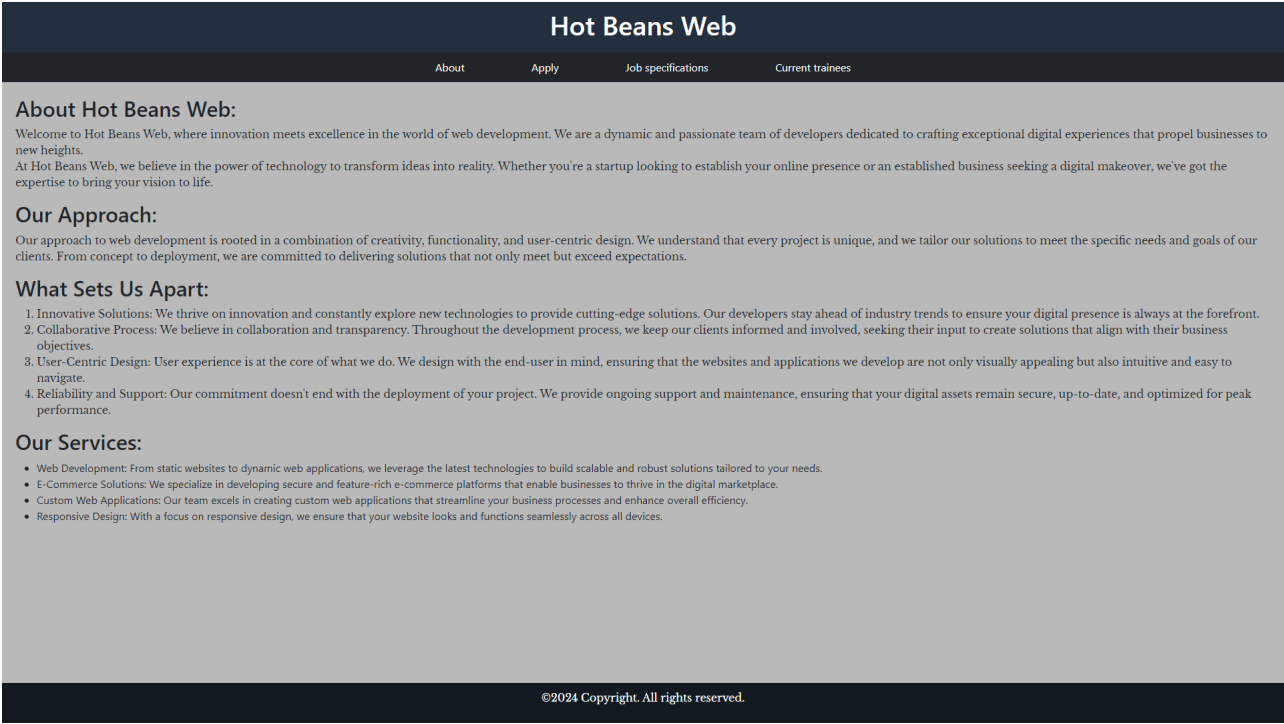 Hot Beans Web
About Apply Job specifications Current trainees
About Hot Beans Web:
Welcome to Hot Beans Web, where innovation meets excellence in the world of web development. We are a dynamic and passionate team of developers dedicated to crafting exceptional digital experiences that propel businesses to
new heights.
At Hot Beans Web, we believe in the power of technology to transform ideas into reality. Whether you're a startup looking to establish your online presence or an established business seeking a digital makeover, we've got the
expertise to bring your vision to life.
Our Approach:
Our approach to web development is rooted in a combination of creativity, functionality, and user-centric design. We understand that every project is unique, and we tailor our solutions to meet the specific needs and goals of our
clients. From concept to deployment, we are committed to delivering solutions that not only meet but exceed expectations.
What Sets Us Apart:
1. Innovative Solutions: We thrive on innovation and constantly explore new technologies to provide cutting-edge solutions. Our developers stay ahead of industry trends to ensure your digital presence is always at the forefront.
2. Collaborative Process: We believe in collaboration and transparency. Throughout the development process, we keep our clients informed and involved, seeking their input to create solutions that align with their business
objectives.
3. User-Centric Design: User experience is at the core of what we do. We design with the end-user in mind, ensuring that the websites and applications we develop are not only visually appealing but also intuitive and easy to
navigate.
4. Reliability and Support: Our commitment doesn't end with the deployment of your project. We provide ongoing support and maintenance, ensuring that your digital assets remain secure, up-to-date, and optimized for peak
performance.
Our Services:
• Web Development: From static websites to dynamic web applications, we leverage the latest technologies to build scalable and robust solutions tailored to your needs.
• E-Commerce Solutions: We specialize in developing secure and feature-rich e-commerce platforms that enable businesses to thrive in the digital marketplace.
• Custom Web Applications: Our team excels in creating custom web applications that streamline your business processes and enhance overall efficiency.
• Responsive Design: With a focus on responsive design, we ensure that your website looks and functions seamlessly across all devices.
©2024 Copyright. All rights reserved.